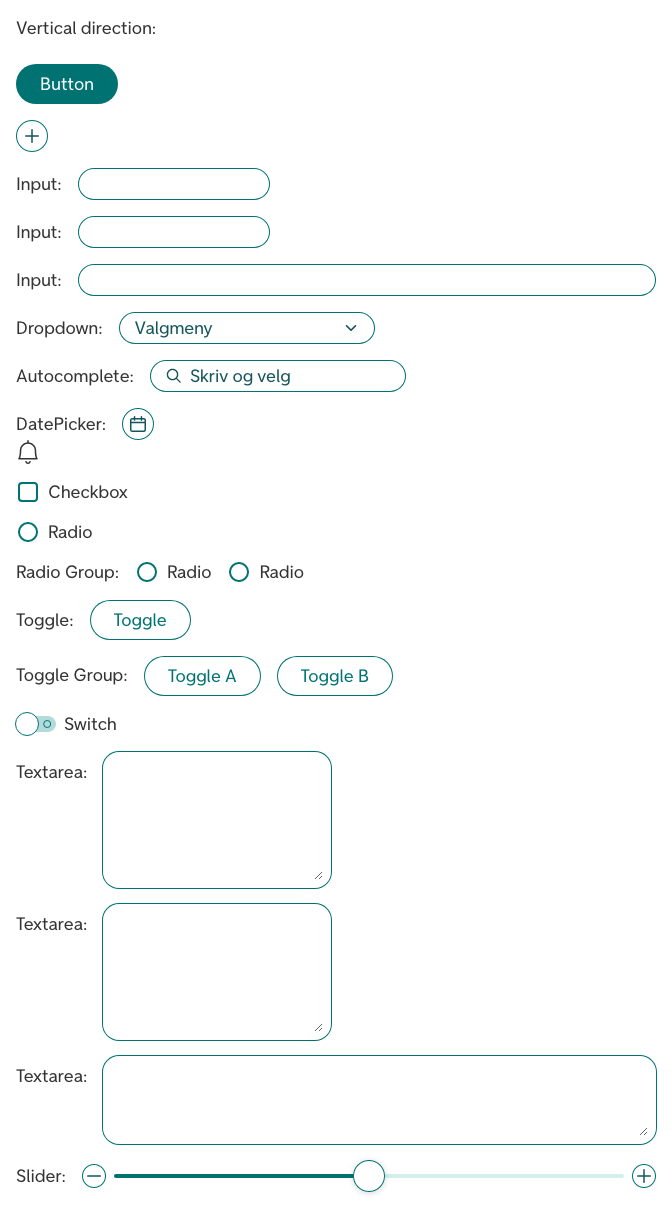 Vertical direction:
Button
Input:
Input:
Input:
Dropdown: Valgmeny
Autocomplete: Skriv og velg
DatePicker:
Checkbox
Radio
Radio Group: Radio Radio
Toggle: Toggle
Toggle Group: Toggle A Toggle B
Switch
Textarea:
Textarea:
Textarea:
Slider: